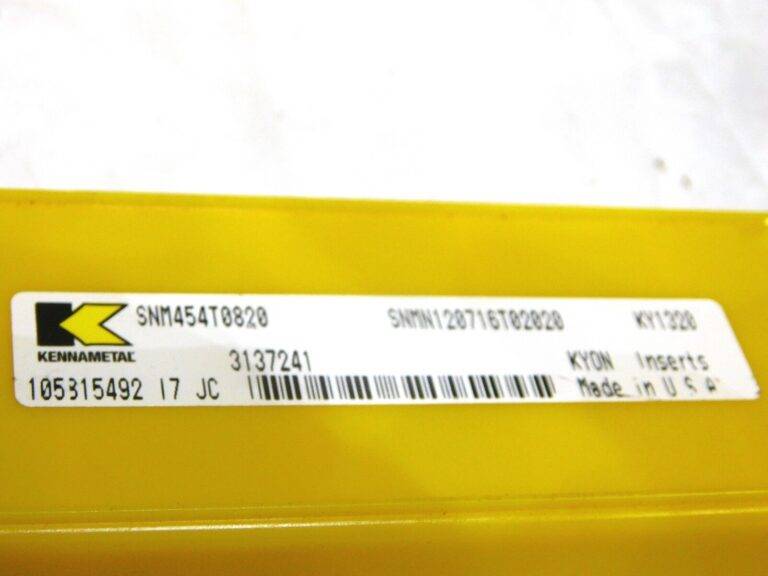 SNM454T0820 SNMN120716T02020 KY1320
KENNAMETAL 3137241 KYON Inserts
105315492 17 JC Made in U S A